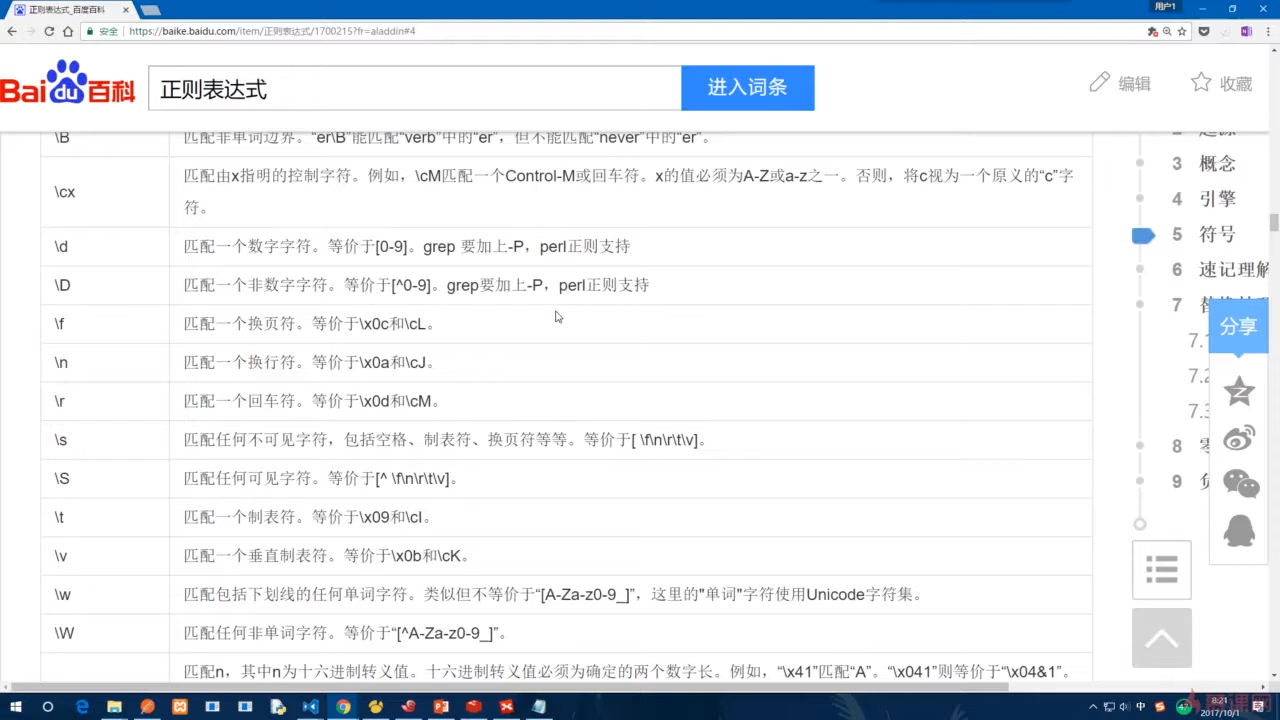 正则表达式_百度百科
用户1
安全 https://baike.baidu.com/item/正则表达式/1700215?fr=aladdin#4
Bai du 百科
正则表达式
进入词条
编辑
收藏
\B 匹配非单词边界。“er\B”能匹配“verb”中的“er”，但不能匹配“never”中的“er”。
\cx 匹配由x指明的控制字符。例如，\cM匹配一个Control-M或回车符。x的值必须为A-Z或a-z之一。否则，将c视为一个原义的“c”字
符。
\d 匹配一个数字字符。等价于[0-9]。grep 要加上-P，perl正则支持
\D 匹配一个非数字字符。等价于[^0-9]。grep要加上-P，perl正则支持
\f 匹配一个换页符。等价于\x0c和\cL。
\n 匹配一个换行符。等价于\x0a和\cJ。
\r 匹配一个回车符。等价于\x0d和\cM。
\s 匹配任何不可见字符，包括空格、制表符、换页符等等。等价于[ \f\n\r\t\v]。
\S 匹配任何可见字符。等价于[^ \f\n\r\t\v]。
\t 匹配一个制表符。等价于\x09和\cI。
\v 匹配一个垂直制表符。等价于\x0b和\cK。
\w 匹配包括下划线的任何单词字符。类似但不等价于“[A-Za-z0-9_]”，这里的"单词"字符使用Unicode字符集。
\W 匹配任何非单词字符。等价于“[^A-Za-z0-9_]”。
匹配n，其中n为十六进制转义值。十六进制转义值必须为确定的两个数字长。例如，“\x41”匹配“A”。“\x041”则等价于“\x04&1”。
3 概念
4 引擎
5 符号
6 速记理解
7
7.
7.2
7.3
8
9
分享
中
47
8:21
2017/10/1